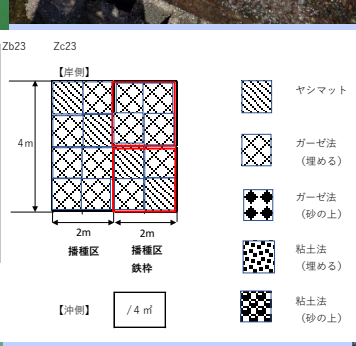 Zb23 Zc23
【岸側】
4m
2m 2m
播種区 播種区
鉄枠
【沖側】
/４㎡
ヤシマット
ガーゼ法
（埋める）
ガーゼ法
（砂の上）
粘土法
（埋める）
粘土法
（砂の上）